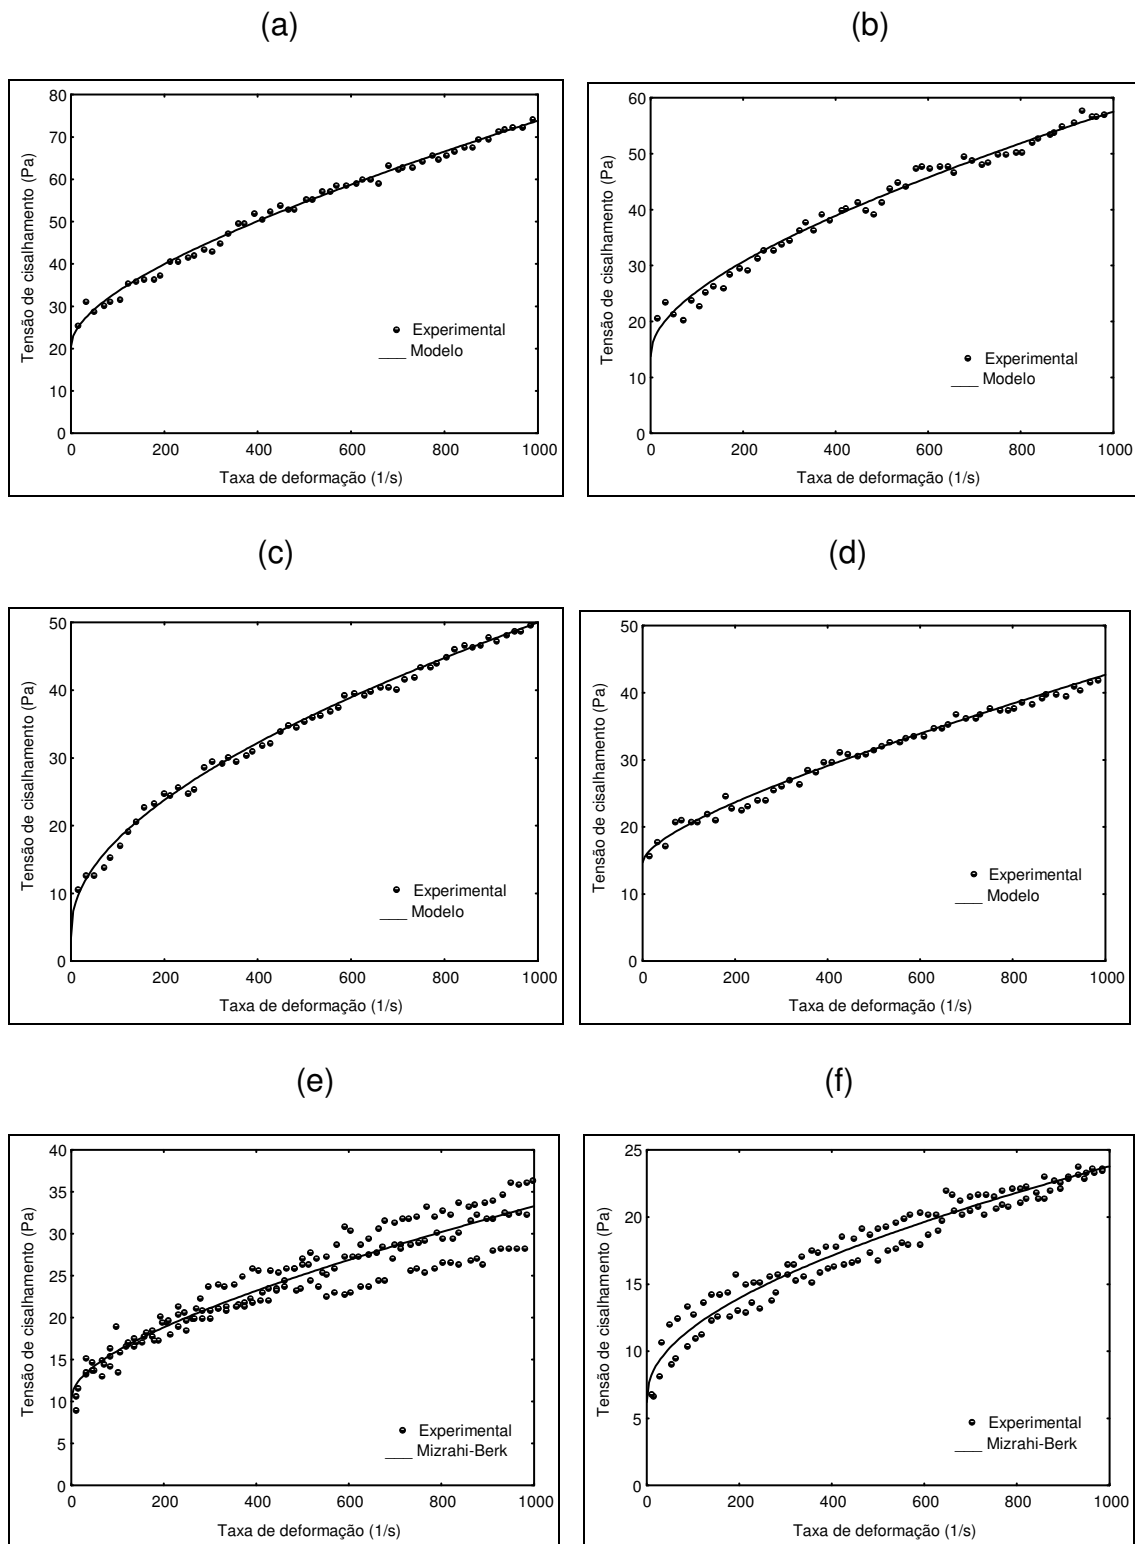 (a)
(b)
80
70
60
50
40
30
20
10
0
Tensão de cisalhamento (Pa)
Experimental
___ Modelo
0 200 400 600 800 1000
Taxa de deformação (1/s)
60
50
40
30
20
10
0
Tensão de cisalhamento (Pa)
Experimental
___ Modelo
0 200 400 600 800 1000
Taxa de deformação (1/s)
(c)
(d)
50
40
30
20
10
0
Tensão de cisalhamento (Pa)
Experimental
___ Modelo
0 200 400 600 800 1000
Taxa de deformação (1/s)
50
40
30
20
10
0
Tensão de cisalhamento (Pa)
Experimental
___ Modelo
0 200 400 600 800 1000
Taxa de deformação (1/s)
(e)
(f)
40
35
30
25
20
15
10
5
0
Tensão de cisalhamento (Pa)
Experimental
___ Mizrahi-Berk
0 200 400 600 800 1000
Taxa de deformação (1/s)
25
20
15
10
5
0
Tensão de cisalhamento (Pa)
Experimental
___ Mizrahi-Berk
0 200 400 600 800 1000
Taxa de deformação (1/s)